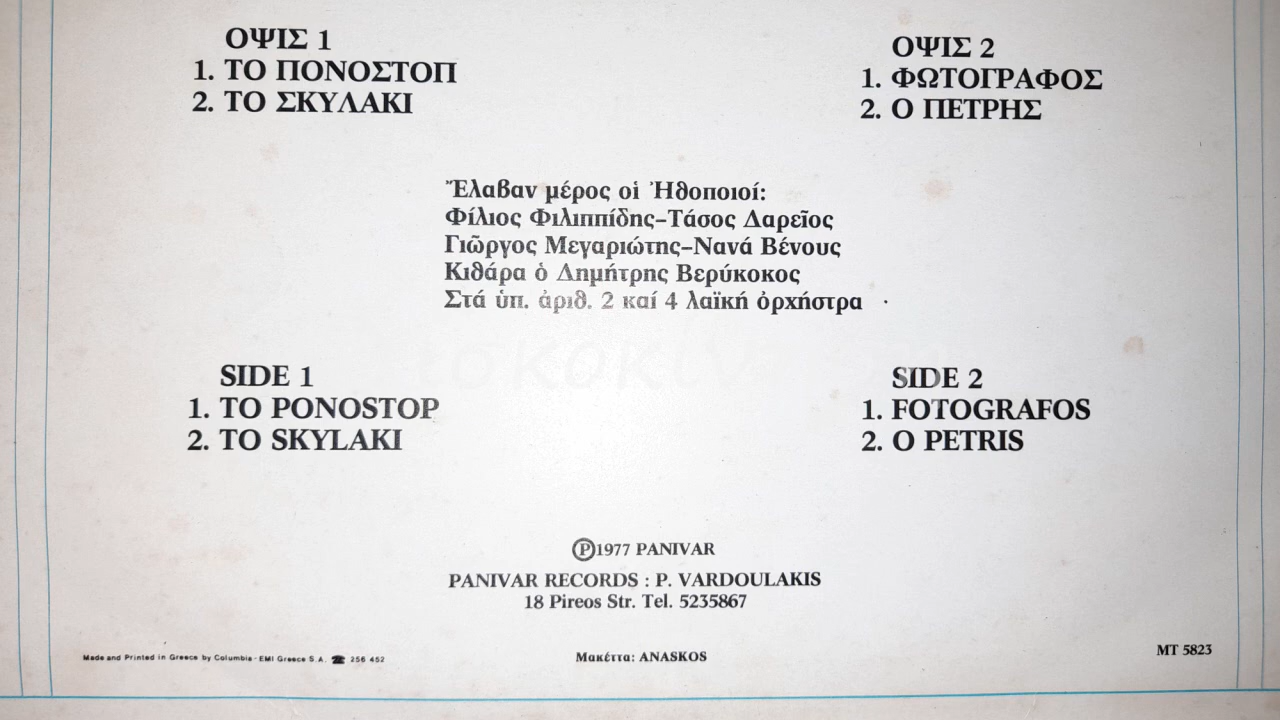 ΟΨΙΣ 1
1. ΤΟ ΠΟΝΟΣΤΟΠ
2. ΤΟ ΣΚΥΛΑΚΙ
ΟΨΙΣ 2
1. ΦΩΤΟΓΡΑΦΟΣ
2. Ο ΠΕΤΡΗΣ
Ἔλαβαν μέρος οἱ Ἠθοποιοί:
Φίλιος Φιλιππίδης–Τάσος Δαρεῖος
Γιῶργος Μεγαριώτης–Νανά Βένους
Κιθάρα ὁ Δημήτρης Βερύκοκος
Στά ὑπ. ἀριθ. 2 καί 4 λαϊκή ὀρχήστρα
SIDE 1
1. TO PONOSTOP
2. TO SKYLAKI
SIDE 2
1. FOTOGRAFOS
2. O PETRIS
Ⓟ1977 PANIVAR
PANIVAR RECORDS : P. VARDOULAKIS
18 Pireos Str. Tel. 5235867
Made and Printed in Greece by Columbia - EMI Greece S.A. ☎ 256 452
Μακέττα: ANASKOS
MT 5823